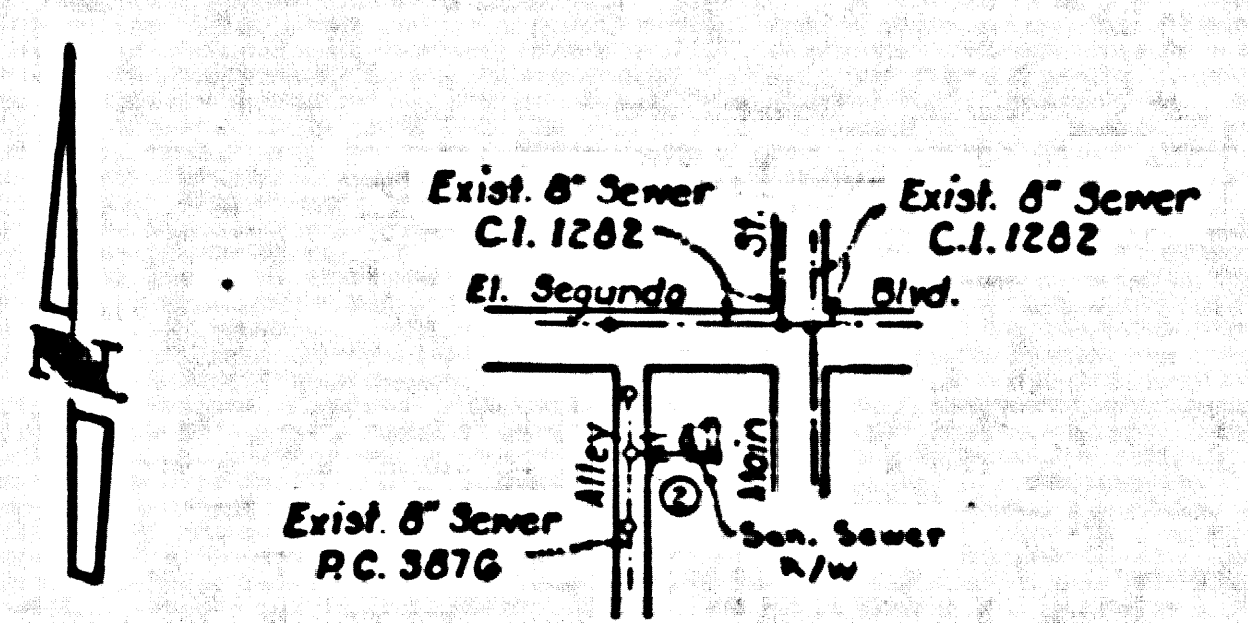 Exist. 8" Sewer
C.I. 1282
Exist. 8" Sewer
C.I. 1282
St.
El. Segundo Blvd.
N
Alley
Main
2
Exist. 8" Sewer
P.C. 3876
San. Sewer
R/W